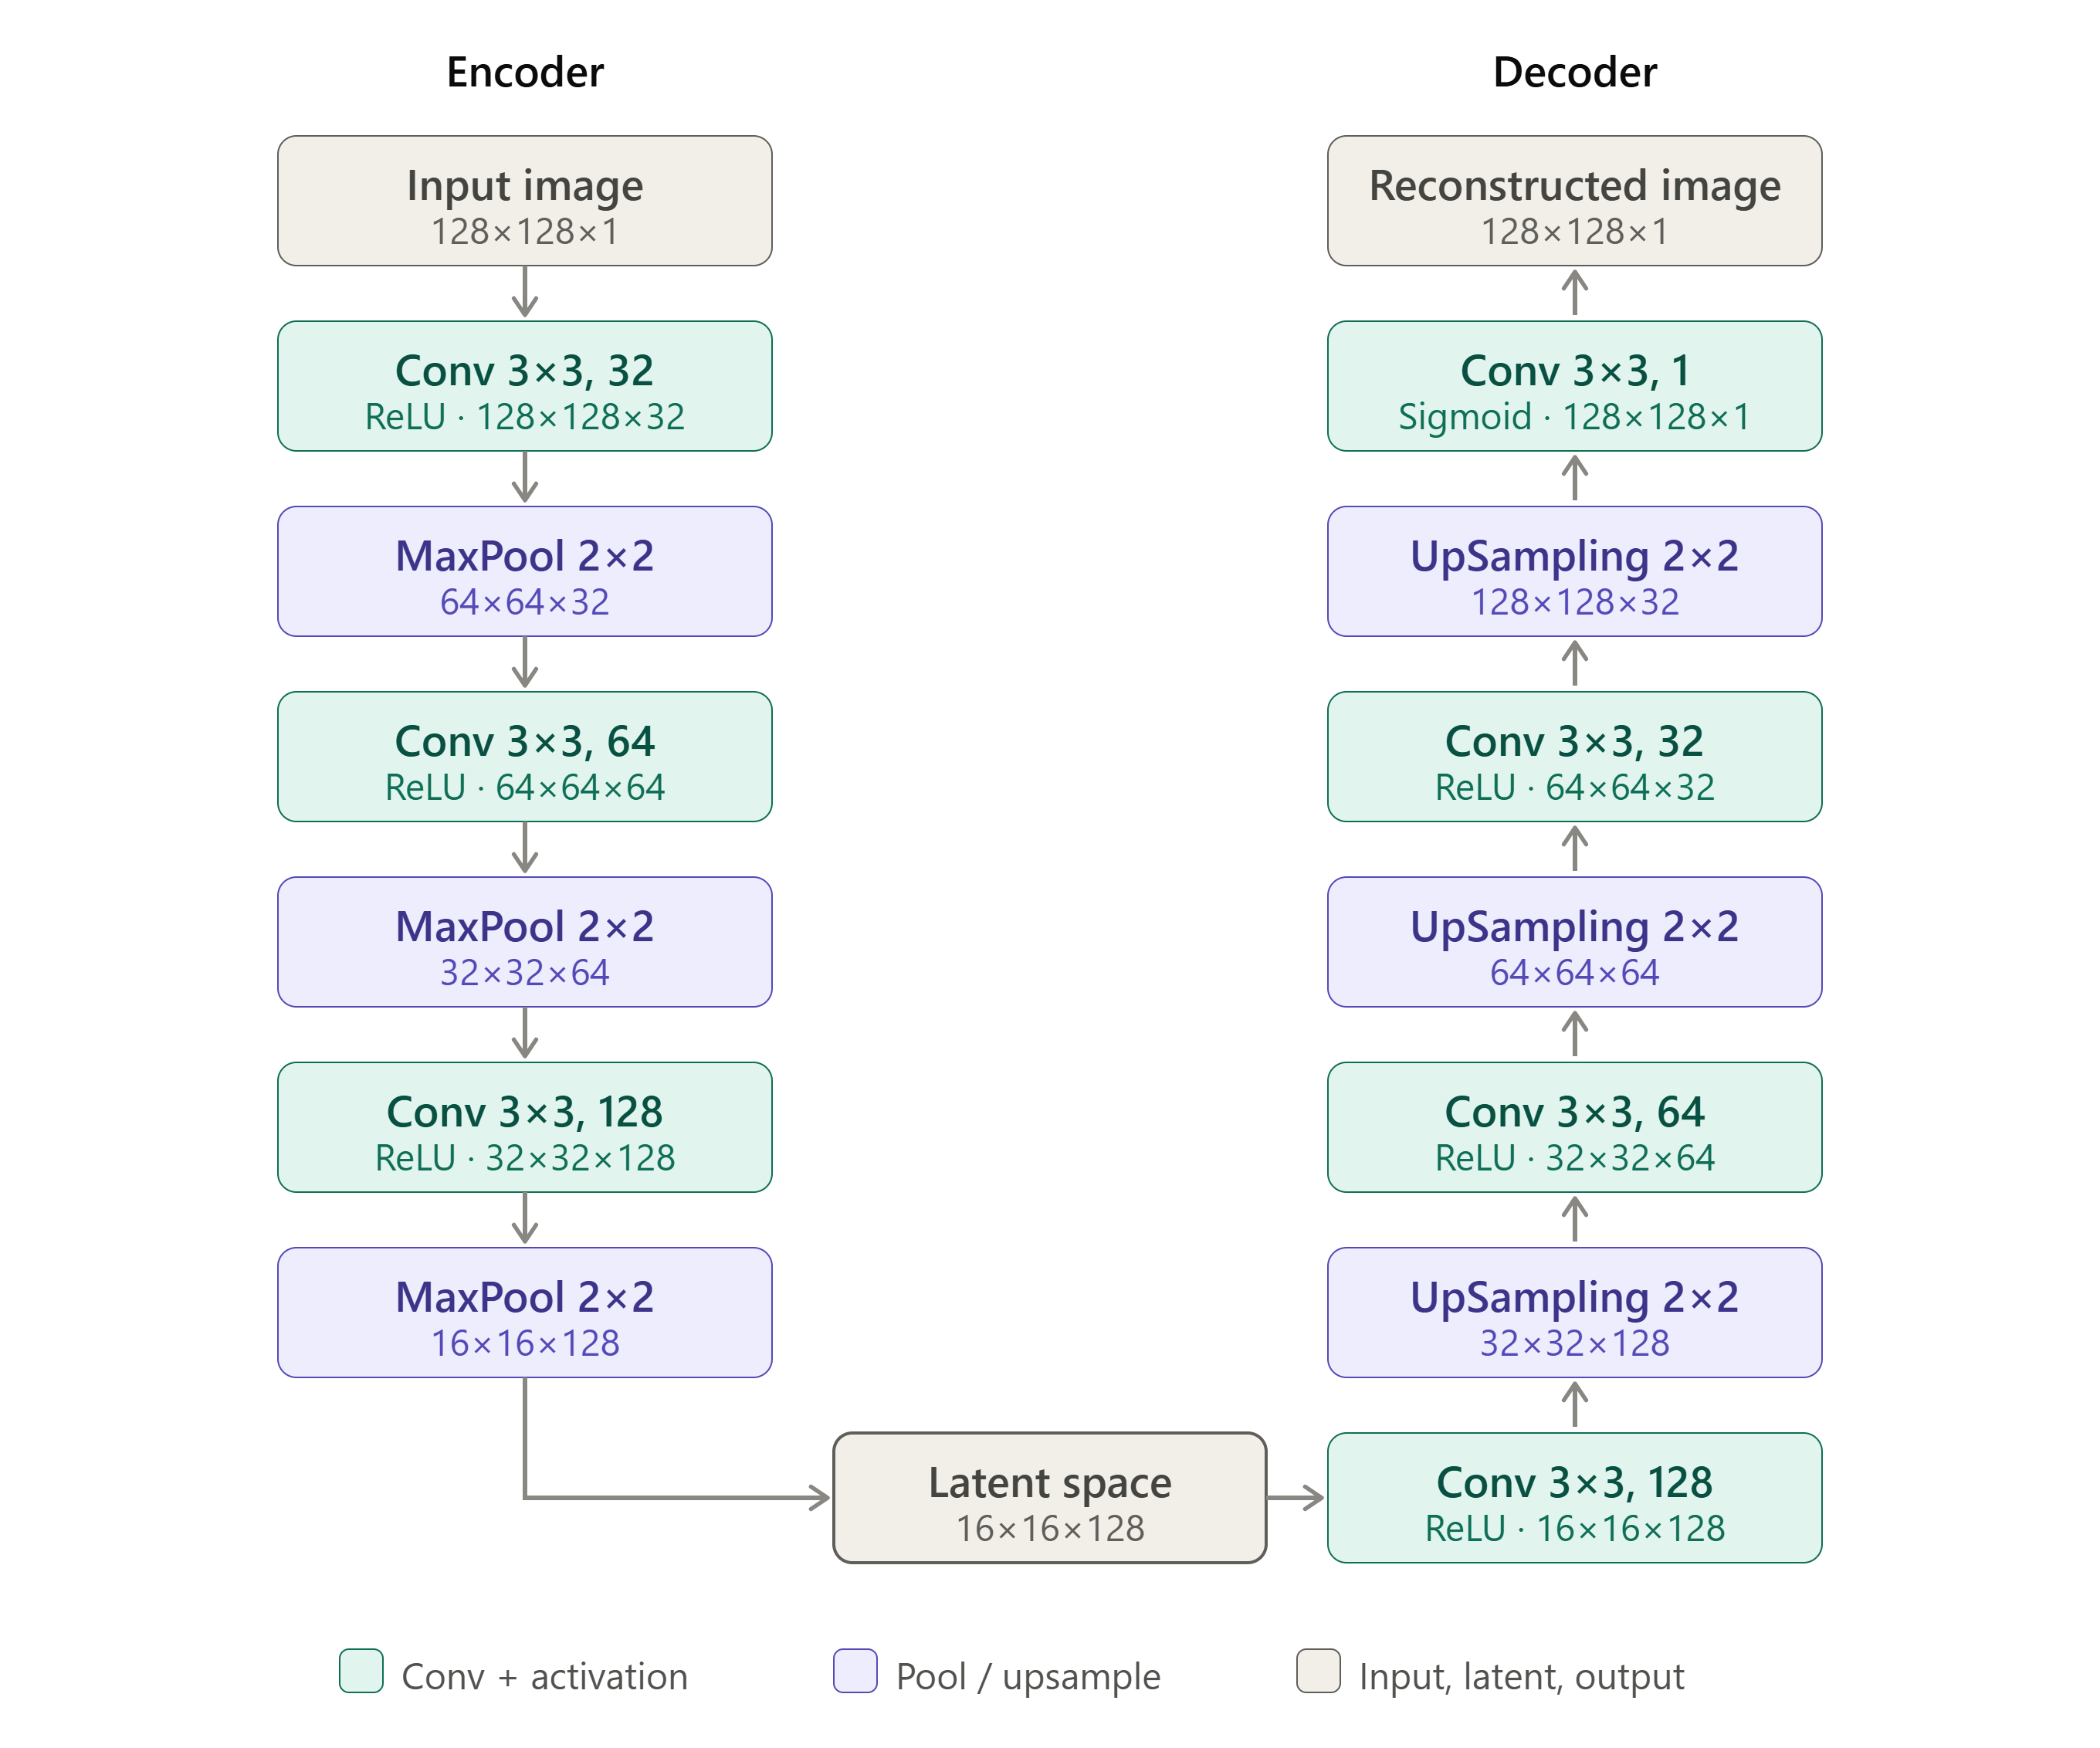 Encoder
Input image
128×128×1
Conv 3×3, 32
ReLU · 128×128×32
MaxPool 2×2
64×64×32
Conv 3×3, 64
ReLU · 64×64×64
MaxPool 2×2
32×32×64
Conv 3×3, 128
ReLU · 32×32×128
MaxPool 2×2
16×16×128
Latent space
16×16×128
Decoder
Reconstructed image
128×128×1
Conv 3×3, 1
Sigmoid · 128×128×1
UpSampling 2×2
128×128×32
Conv 3×3, 32
ReLU · 64×64×32
UpSampling 2×2
64×64×64
Conv 3×3, 64
ReLU · 32×32×64
UpSampling 2×2
32×32×128
Conv 3×3, 128
ReLU · 16×16×128
Conv + activation
Pool / upsample
Input, latent, output